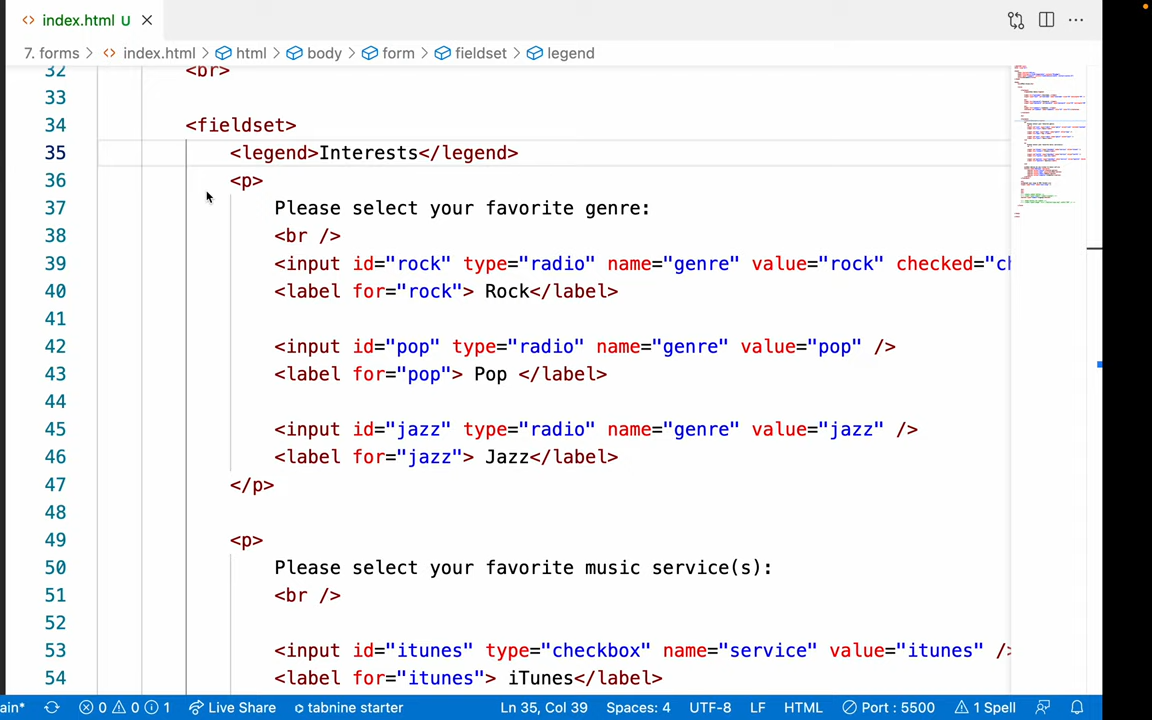 index.html U
7. forms > index.html > html > body > form > fieldset > legend
32 <br>
33
34 <fieldset>
35 <legend>Interests</legend>
36 <p>
37 Please select your favorite genre:
38 <br />
39 <input id="rock" type="radio" name="genre" value="rock" checked="ch
40 <label for="rock"> Rock</label>
41
42 <input id="pop" type="radio" name="genre" value="pop" />
43 <label for="pop"> Pop </label>
44
45 <input id="jazz" type="radio" name="genre" value="jazz" />
46 <label for="jazz"> Jazz</label>
47 </p>
48
49 <p>
50 Please select your favorite music service(s):
51 <br />
52
53 <input id="itunes" type="checkbox" name="service" value="itunes" />
54 <label for="itunes"> iTunes</label>
ain* 0 0 1 Live Share tabnine starter Ln 35, Col 39 Spaces: 4 UTF-8 LF HTML Port : 5500 1 Spell